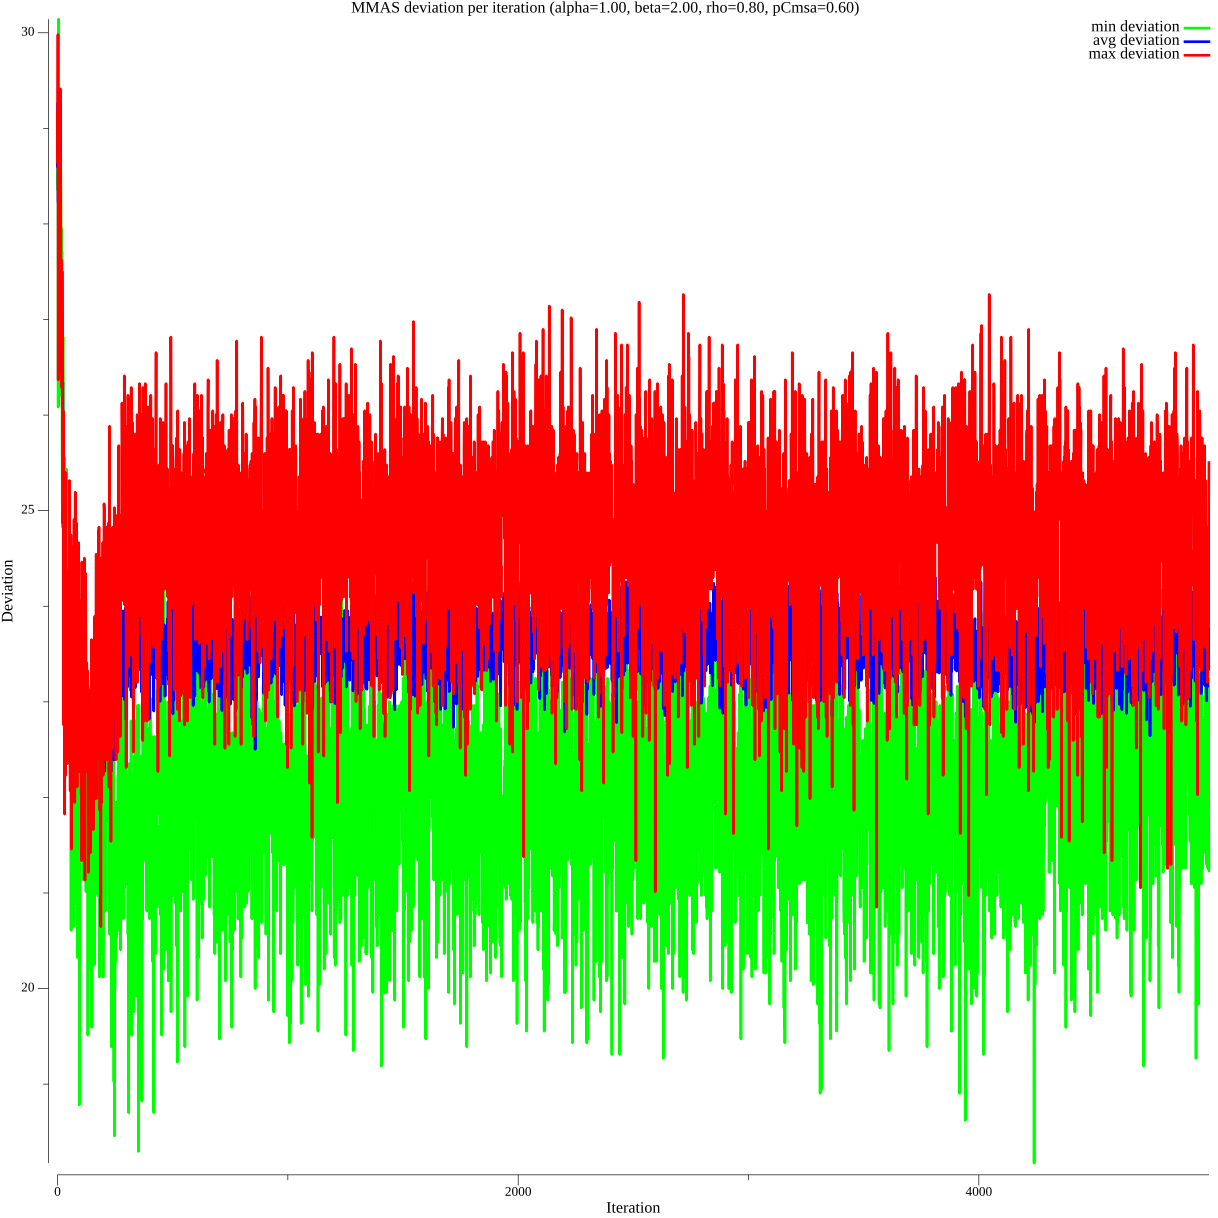 MMAS deviation per iteration (alpha=1.00, beta=2.00, rho=0.80, pCmsa=0.60)
min deviation
avg deviation
max deviation
30
25
20
Deviation
0
2000
4000
Iteration